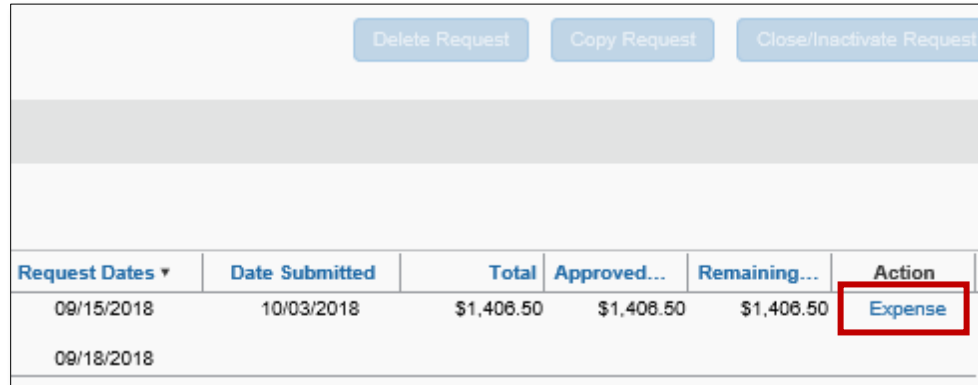 Delete Request Copy Request Close/Inactivate Request
Request Dates ▾ Date Submitted Total Approved... Remaining... Action
09/15/2018 10/03/2018 $1,406.50 $1,406.50 $1,406.50 Expense
09/18/2018